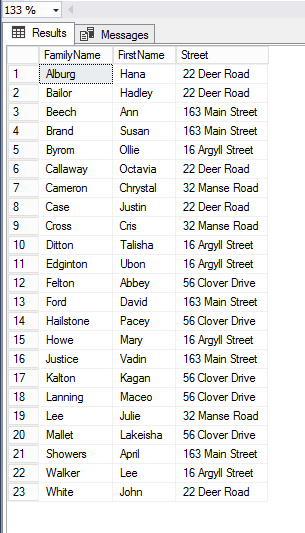 133 %
Results Messages
FamilyName FirstName Street
1 Alburg Hana 22 Deer Road
2 Bailor Hadley 22 Deer Road
3 Beech Ann 163 Main Street
4 Brand Susan 163 Main Street
5 Byrom Ollie 16 Argyll Street
6 Callaway Octavia 22 Deer Road
7 Cameron Chrystal 32 Manse Road
8 Case Justin 22 Deer Road
9 Cross Cris 32 Manse Road
10 Ditton Talisha 16 Argyll Street
11 Edginton Ubon 16 Argyll Street
12 Felton Abbey 56 Clover Drive
13 Ford David 163 Main Street
14 Hailstone Pacey 56 Clover Drive
15 Howe Mary 16 Argyll Street
16 Justice Vadin 163 Main Street
17 Kalton Kagan 56 Clover Drive
18 Lanning Maceo 56 Clover Drive
19 Lee Julie 32 Manse Road
20 Mallet Lakeisha 56 Clover Drive
21 Showers April 163 Main Street
22 Walker Lee 16 Argyll Street
23 White John 22 Deer Road